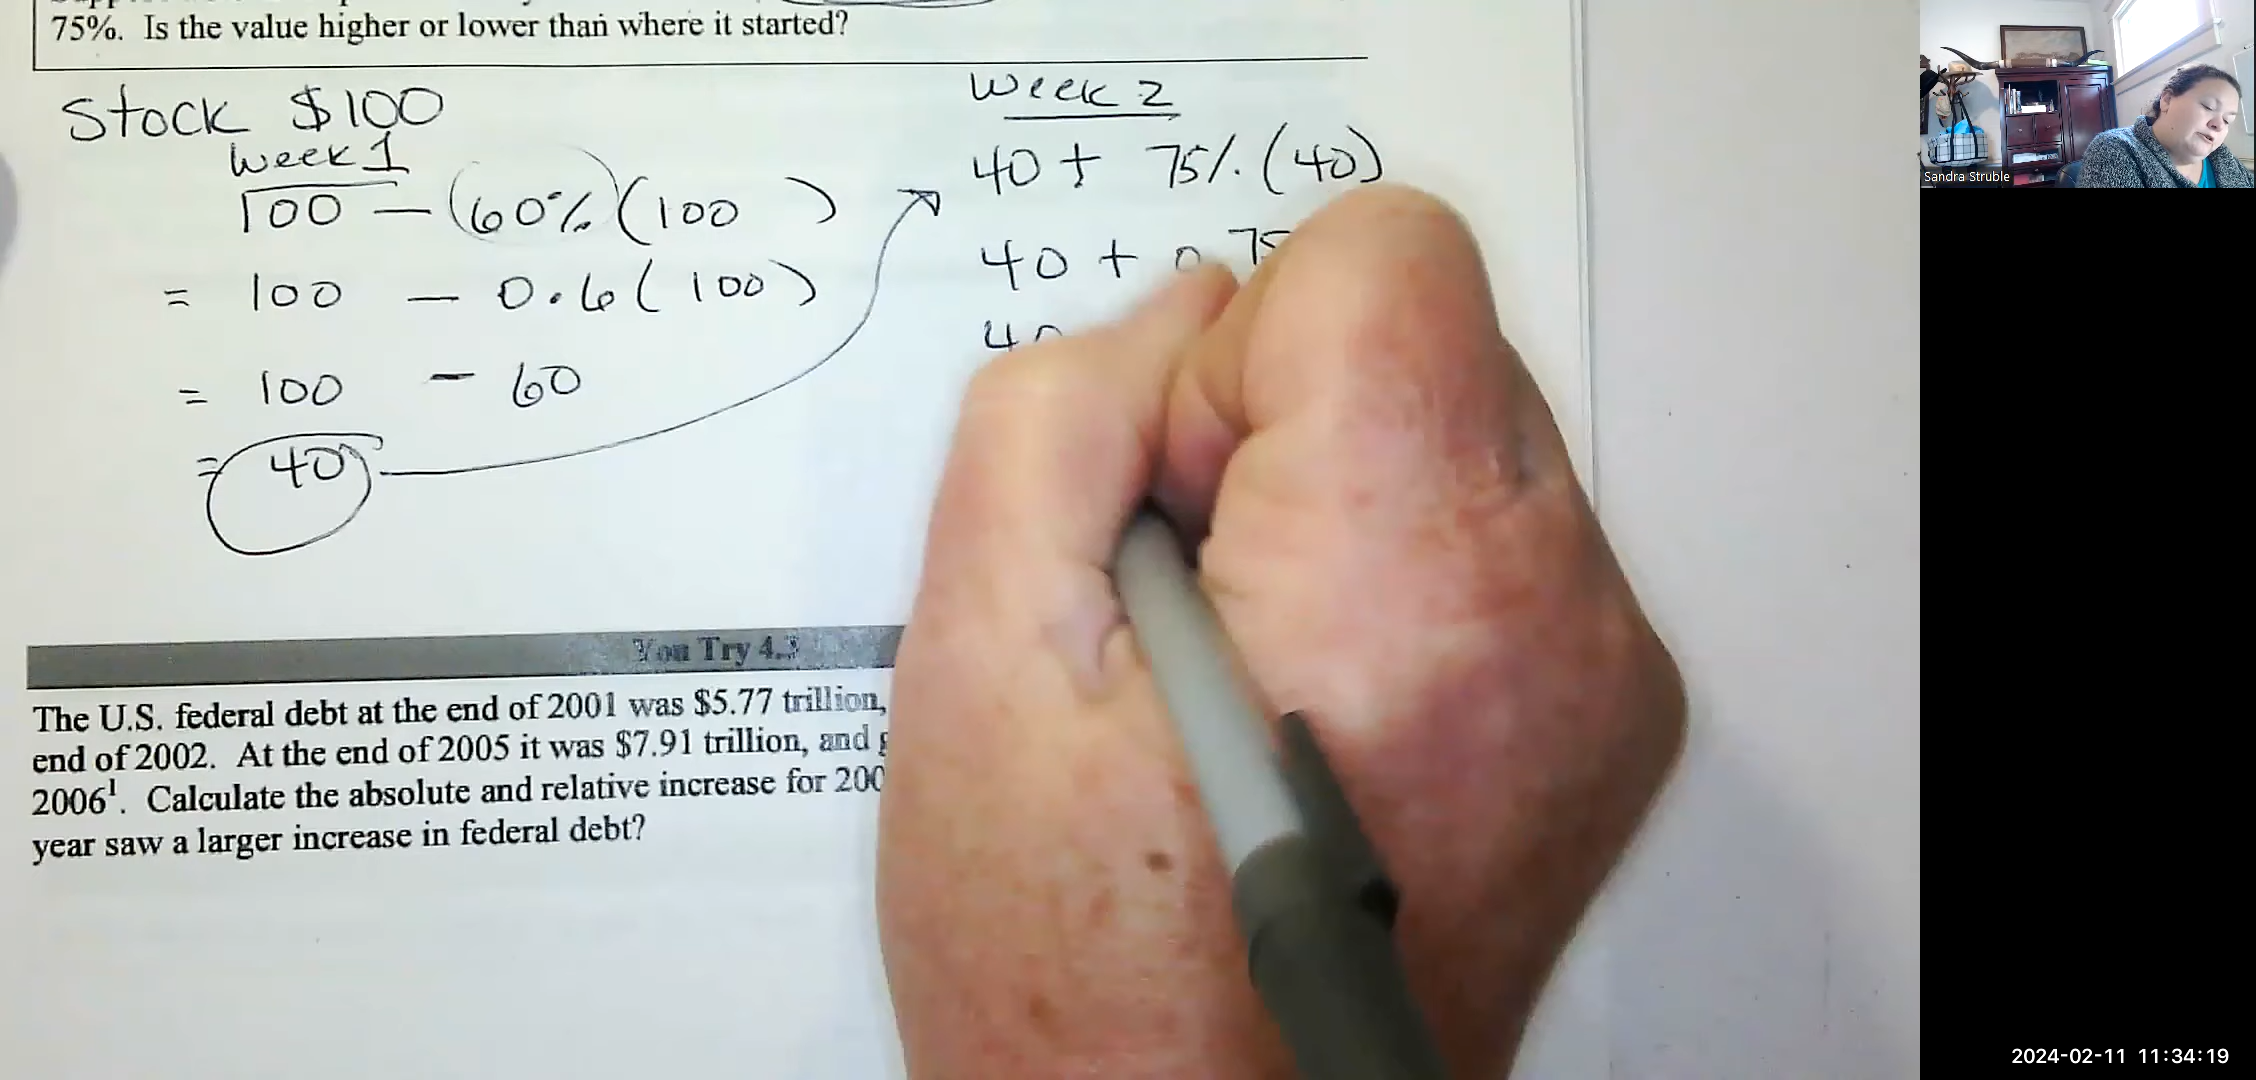 75%. Is the value higher or lower than where it started?
Stock $100
Week 1
100 - (60%)(100)
= 100 - 0.6(100)
= 100 - 60
= 40
Week 2
40 + 75%(40)
40 + 0.75
40
You Try 4.
The U.S. federal debt at the end of 2001 was $5.77 trillion,
end of 2002. At the end of 2005 it was $7.91 trillion, and
2006¹. Calculate the absolute and relative increase for 200
year saw a larger increase in federal debt?
Sandra Struble
2024-02-11 11:34:19